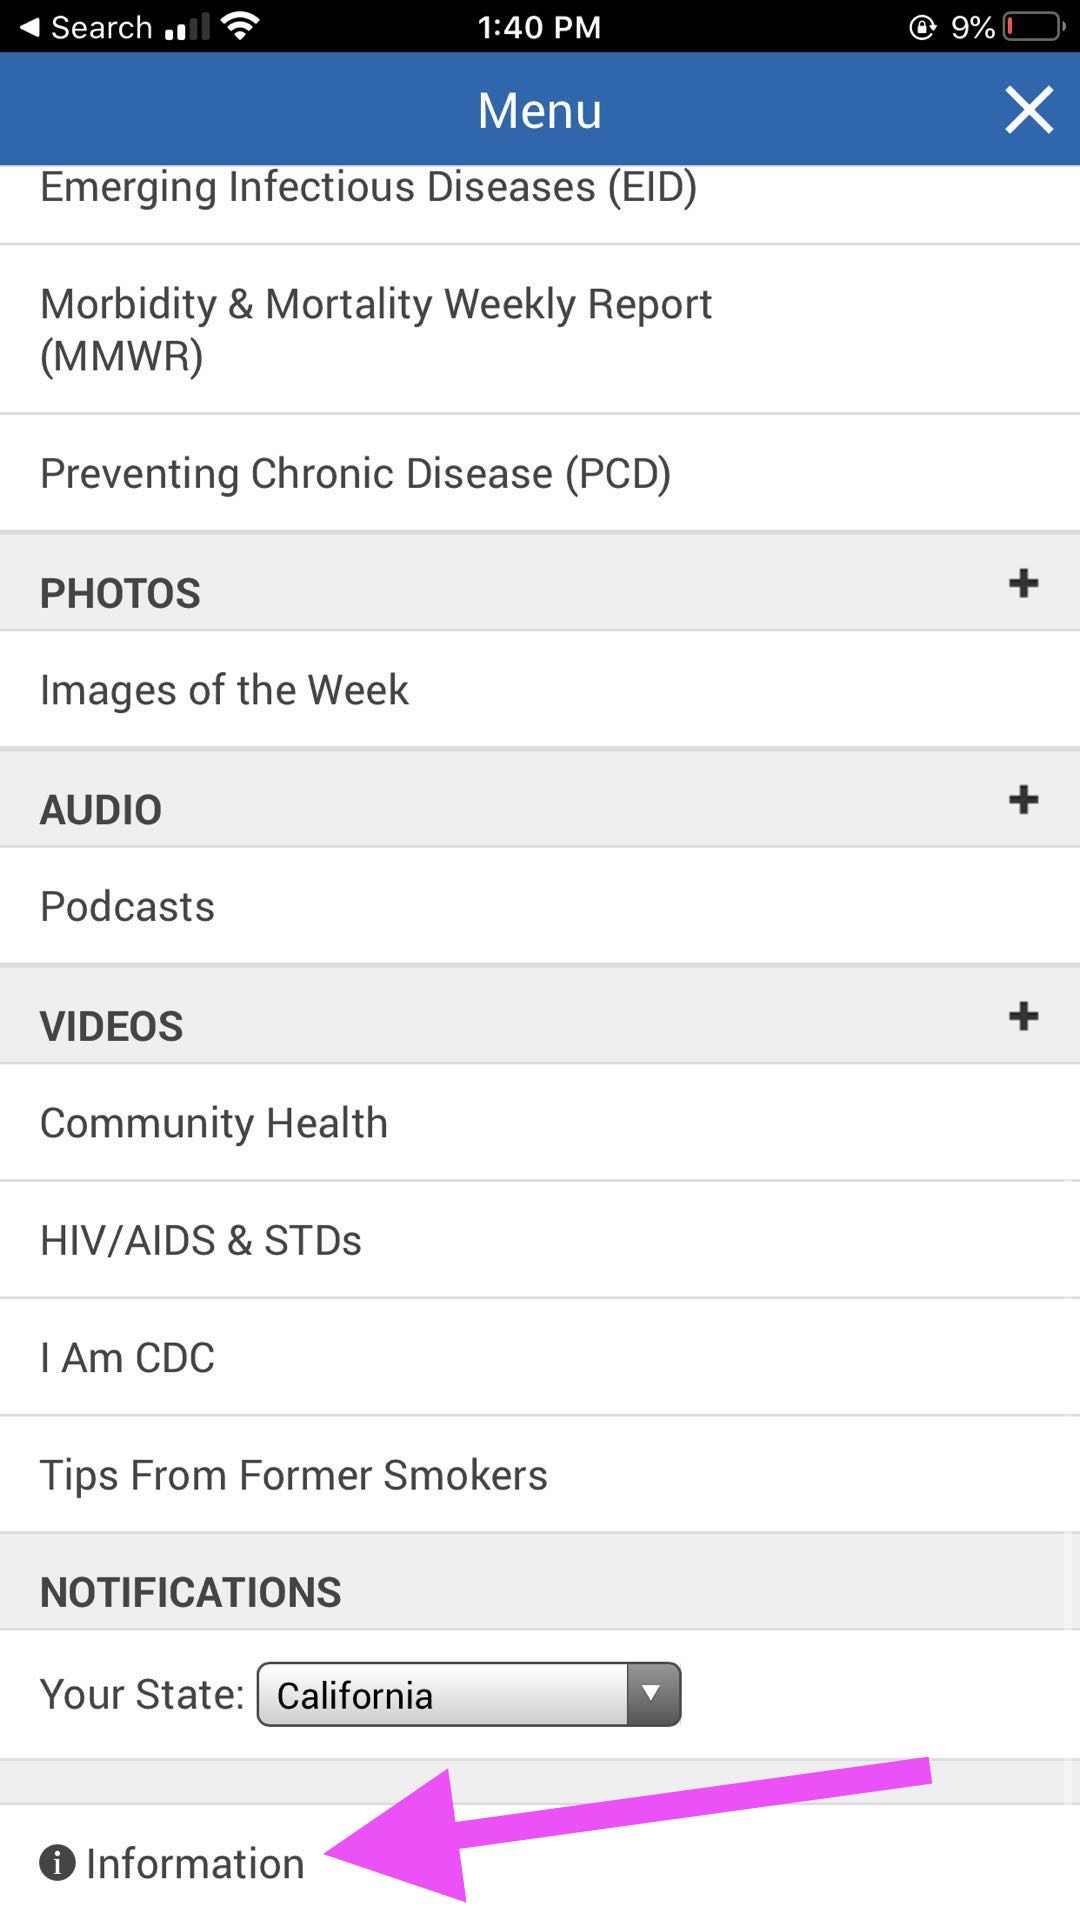 Search
1:40 PM
9%
Menu
Emerging Infectious Diseases (EID)
Morbidity & Mortality Weekly Report
(MMWR)
Preventing Chronic Disease (PCD)
PHOTOS
Images of the Week
AUDIO
Podcasts
VIDEOS
Community Health
HIV/AIDS & STDs
I Am CDC
Tips From Former Smokers
NOTIFICATIONS
Your State: California
Information